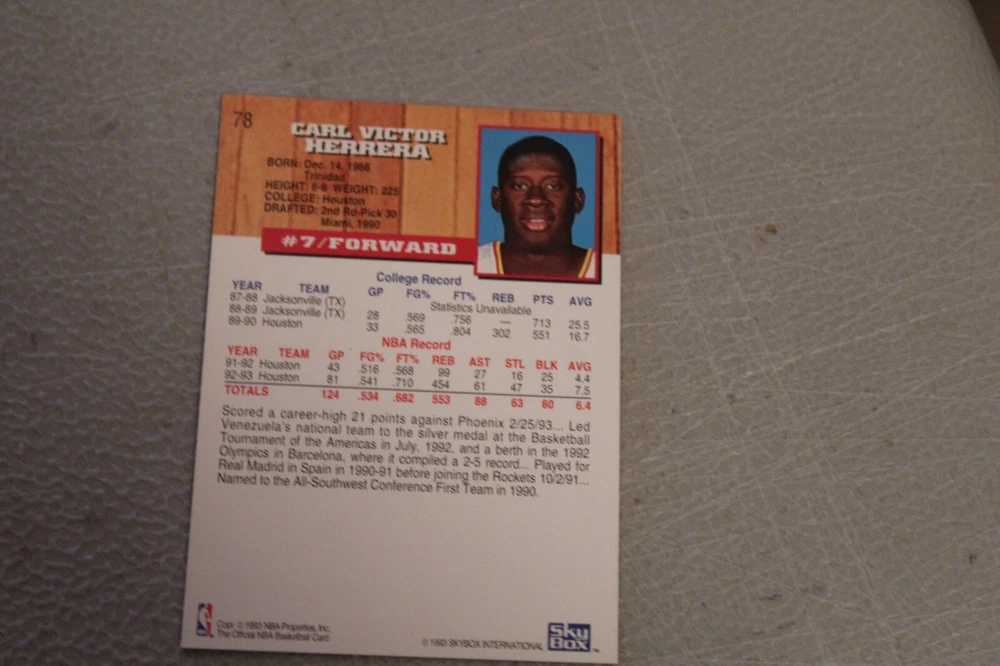 78
CARL VICTOR
HERRERA
BORN: Dec. 14, 1966
Trinidad
HEIGHT: 6-9 WEIGHT: 225
COLLEGE: Houston
DRAFTED: 2nd Rd-Pick 30
Miami, 1990
#7/FORWARD
College Record
YEAR TEAM GP FG% FT% REB PTS AVG
87-88 Jacksonville (TX) Statistics Unavailable
88-89 Jacksonville (TX) 28 .569 .756 — 713 25.5
89-90 Houston 33 .565 .804 302 551 16.7
NBA Record
YEAR TEAM GP FG% FT% REB AST STL BLK AVG
91-92 Houston 43 .516 .568 99 27 16 25 4.4
92-93 Houston 81 .541 .710 454 61 47 35 7.5
TOTALS 124 .534 .682 553 88 63 60 6.4
Scored a career-high 21 points against Phoenix 2/25/93... Led
Venezuela's national team to the silver medal at the Basketball
Tournament of the Americas in July, 1992, and a berth in the 1992
Olympics in Barcelona, where it compiled a 2-5 record... Played for
Real Madrid in Spain in 1990-91 before joining the Rockets 10/2/91...
Named to the All-Southwest Conference First Team in 1990.
Copr. © 1993 NBA Properties, Inc.
The Official NBA Basketball Card
© 1993 SKYBOX INTERNATIONAL
SkyBox
TM